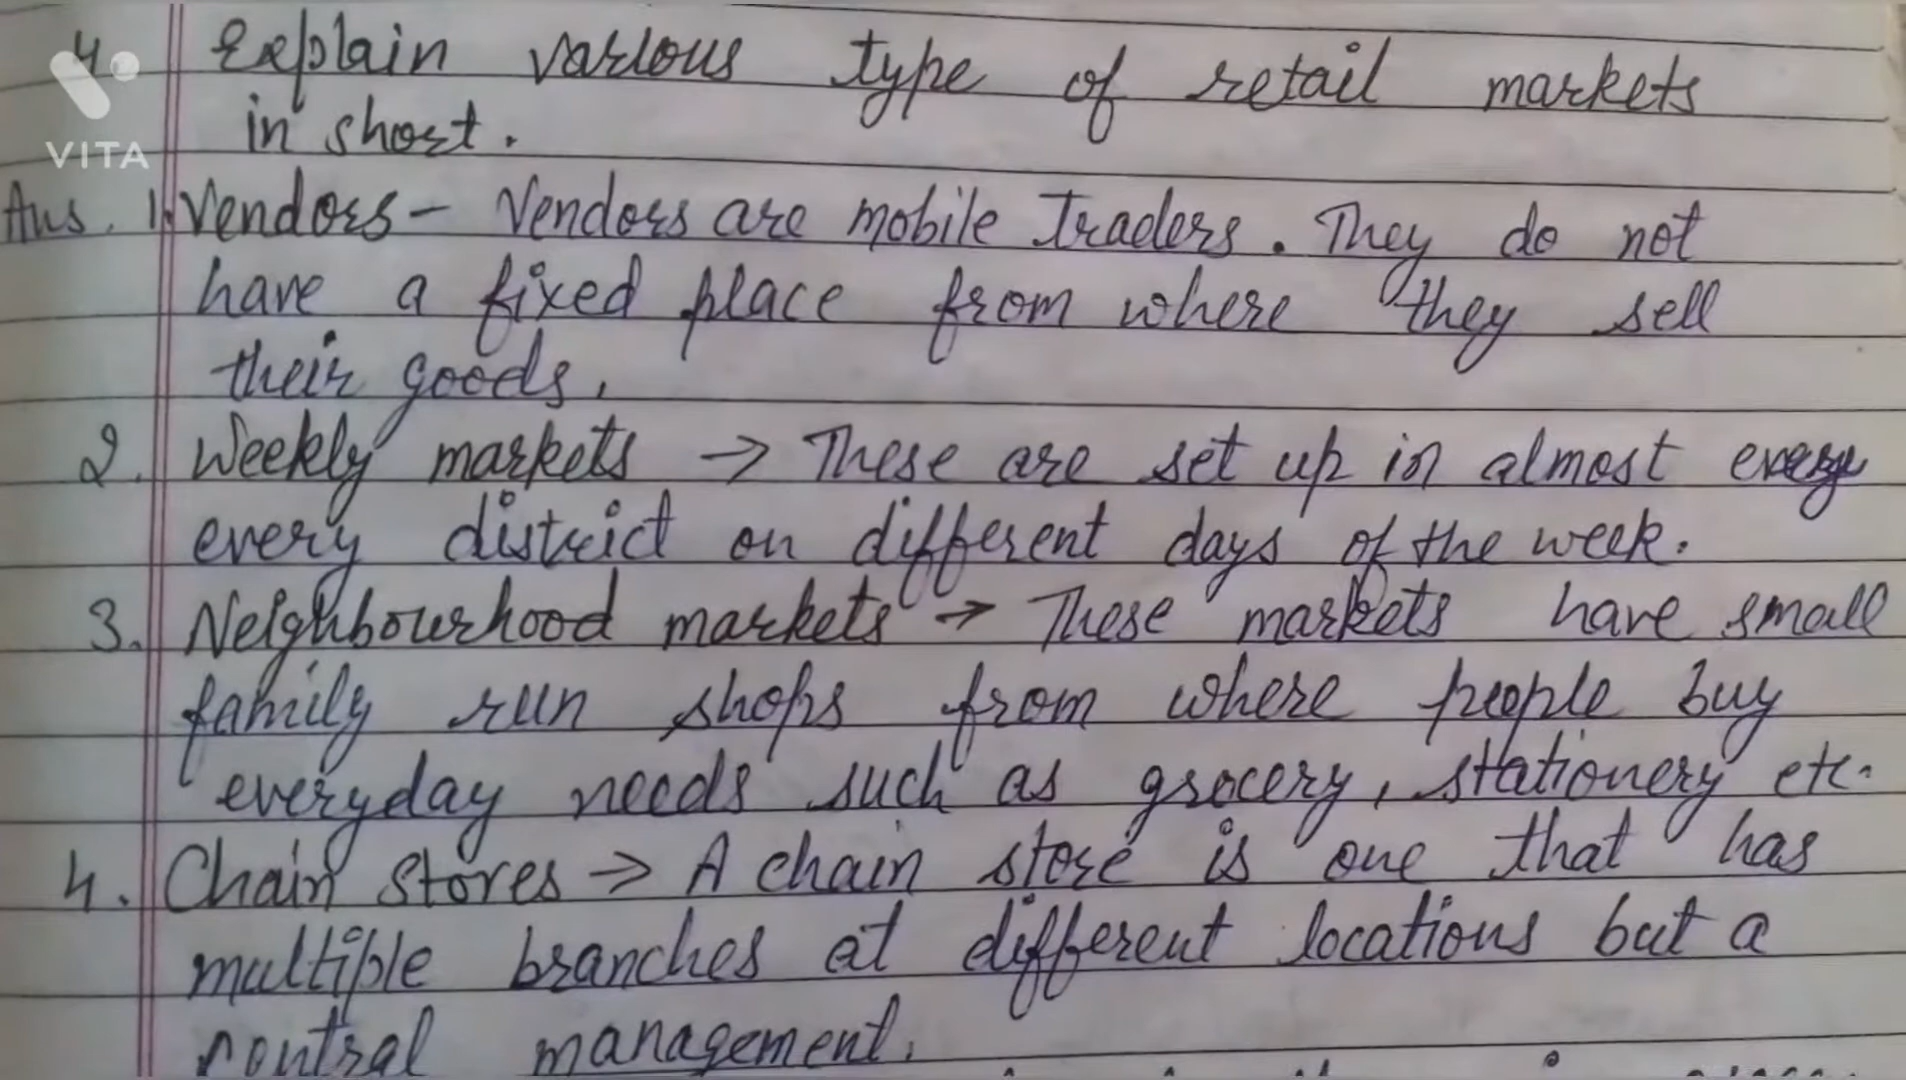 4. Explain various type of retail markets
in short.
VITA
Ans. 1. Vendors - Vendors are mobile traders. They do not
have a fixed place from where they sell
their goods.
2. Weekly markets → These are set up in almost every
every district on different days of the week.
3. Neighbourhood markets → These markets have small
family run shops from where people buy
everyday needs such as grocery, stationery etc.
4. Chain stores → A chain store is one that has
multiple branches at different locations but a
central management.